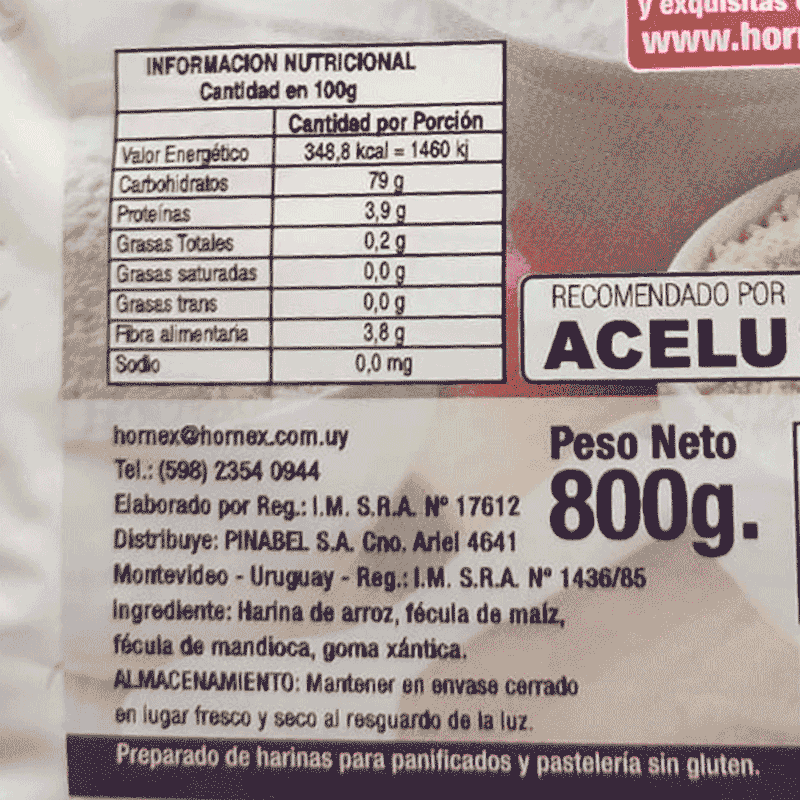 y exquisitas
www.hor
INFORMACION NUTRICIONAL
Cantidad en 100g
Cantidad por Porción
Valor Energético 348,8 kcal = 1460 kj
Carbohidratos 79 g
Proteínas 3,9 g
Grasas Totales 0,2 g
Grasas saturadas 0,0 g
Grasas trans 0,0 g
Fibra alimentaria 3,8 g
Sodio 0,0 mg
RECOMENDADO POR
ACELU
hornex@hornex.com.uy
Tel.: (598) 2354 0944
Elaborado por Reg.: I.M. S.R.A. Nº 17612
Distribuye: PINABEL S.A. Cno. Ariel 4641
Montevideo - Uruguay - Reg.: I.M. S.R.A. Nº 1436/85
Ingrediente: Harina de arroz, fécula de maíz,
fécula de mandioca, goma xántica.
ALMACENAMIENTO: Mantener en envase cerrado
en lugar fresco y seco al resguardo de la luz.
Peso Neto
800g.
Preparado de harinas para panificados y pastelería sin gluten.